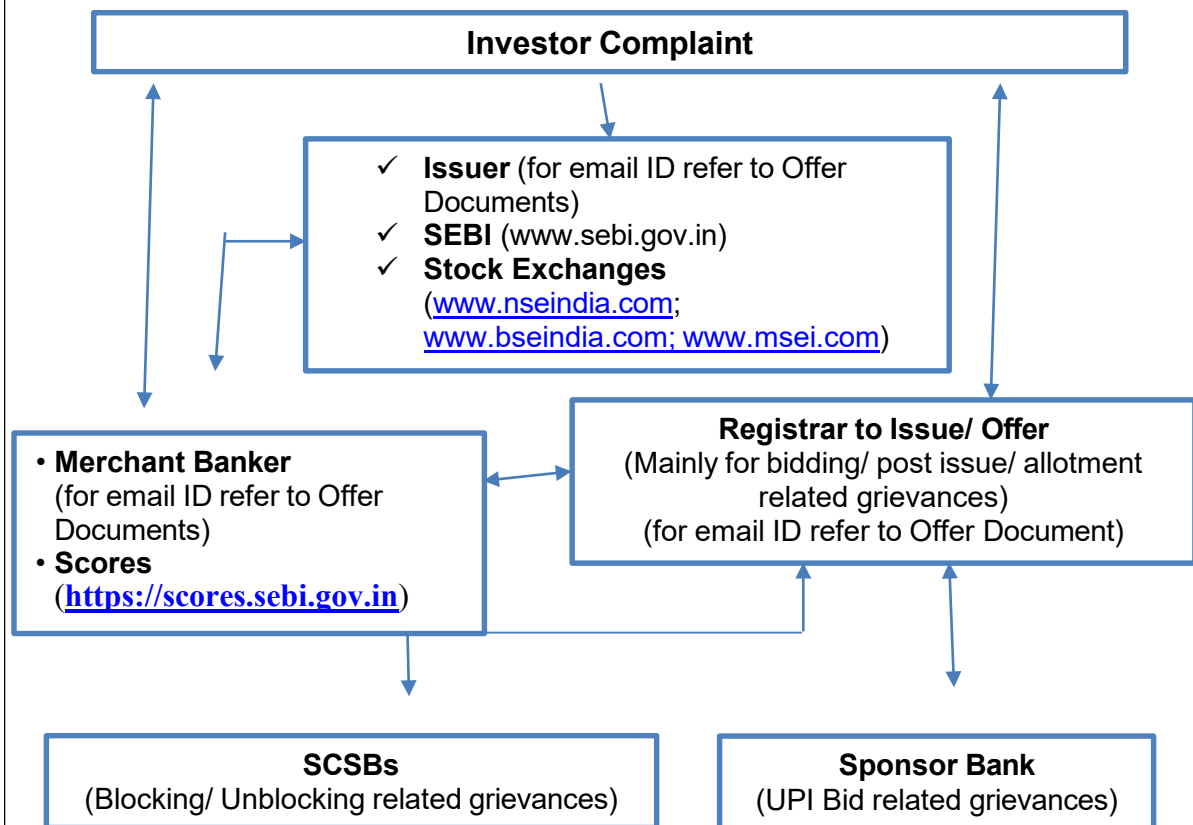 Investor Complaint
✓ Issuer (for email ID refer to Offer
Documents)
✓ SEBI (www.sebi.gov.in)
✓ Stock Exchanges
(www.nseindia.com;
www.bseindia.com; www.msei.com)
• Merchant Banker
(for email ID refer to Offer
Documents)
• Scores
(https://scores.sebi.gov.in)
Registrar to Issue/ Offer
(Mainly for bidding/ post issue/ allotment
related grievances)
(for email ID refer to Offer Document)
SCSBs
(Blocking/ Unblocking related grievances)
Sponsor Bank
(UPI Bid related grievances)